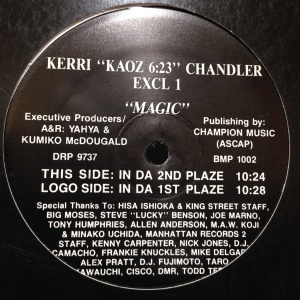 KERRI "KAOZ 6:23" CHANDLER
EXCL 1
"MAGIC"
Executive Producers/
A&R: YAHYA &
KUMIKO McDOUGALD
DRP 9737
Publishing by:
CHAMPION MUSIC
(ASCAP)
BMP 1002
THIS SIDE: IN DA 2ND PLAZE 10:24
LOGO SIDE: IN DA 1ST PLAZE 10:28
Special Thanks To: HISA ISHIOKA & KING STREET STAFF,
BIG MOSES, STEVE "LUCKY" BENSON, JOE MARNO,
TONY HUMPHRIES, ALLEN ANDERSON, M.A.W. KOJI
& MINAKO UCHIDA, MANHATTAN RECORDS 2
STAFF, KENNY CARPENTER, NICK JONES, D.J.
CAMACHO, FRANKIE KNUCKLES, MIKE DELGAR
ALEX PRATT, D.J. FUJIMOTO, TARO
KAWAUCHI, CISCO, DMR, TODD TER